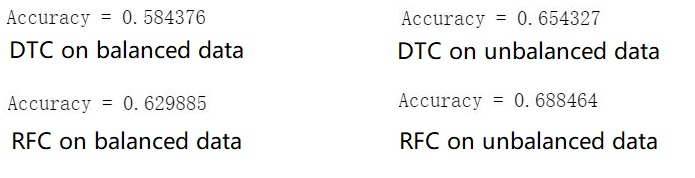 Accuracy = 0.584376
DTC on balanced data
Accuracy = 0.654327
DTC on unbalanced data
Accuracy = 0.629885
RFC on balanced data
Accuracy = 0.688464
RFC on unbalanced data